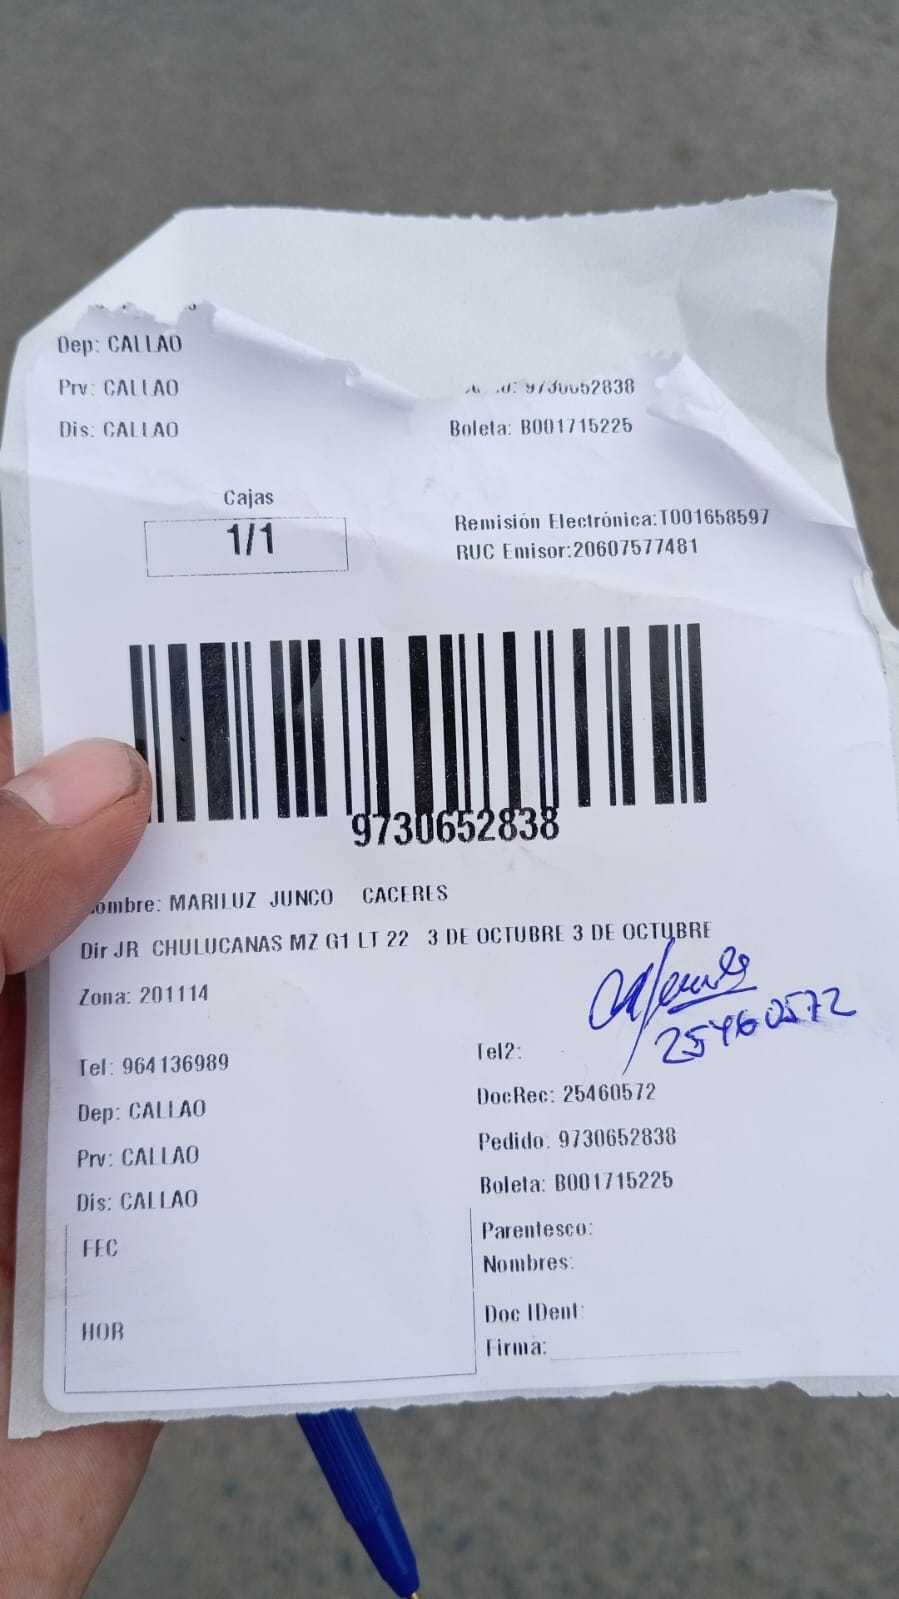 Dep: CALLAO
Prv: CALLAO
9730652838
Dis: CALLAO
Boleta: B001715225
Cajas
1/1
Remisión Electrónica:T001658597
RUC Emisor:20607577481
9730652838
ombre: MARILUZ JUNCO CACERES
Dir JR CHULUCANAS MZ G1 LT 22 3 DE OCTUBRE 3 DE OCTUBRE
Zona: 201114
25460572
Tel: 964136989
Tel2:
Dep: CALLAO
DocRec: 25460572
Prv: CALLAO
Pedido: 9730652838
Dis: CALLAO
Boleta: B001715225
FEC
Parentesco:
Nombres:
HOR
Doc IDent:
Firma: